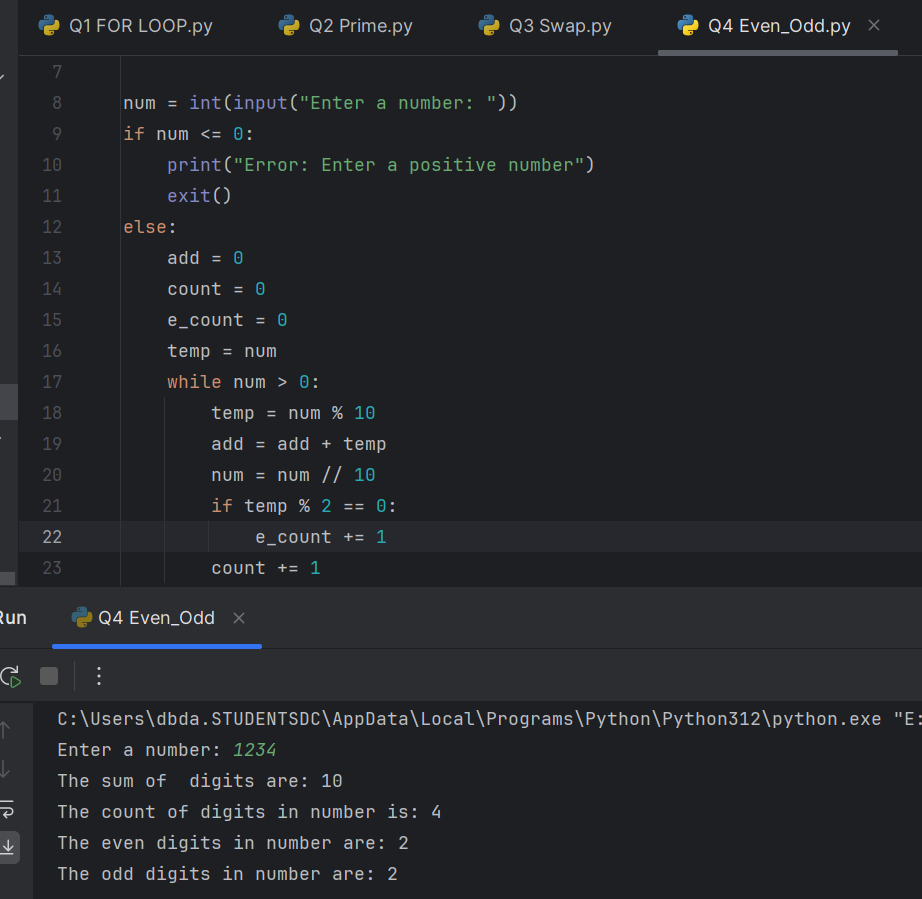 Q1 FOR LOOP.py Q2 Prime.py Q3 Swap.py Q4 Even_Odd.py
7
8 num = int(input("Enter a number: "))
9 if num <= 0:
10 print("Error: Enter a positive number")
11 exit()
12 else:
13 add = 0
14 count = 0
15 e_count = 0
16 temp = num
17 while num > 0:
18 temp = num % 10
19 add = add + temp
20 num = num // 10
21 if temp % 2 == 0:
22 e_count += 1
23 count += 1
Run Q4 Even_Odd
C:\Users\dbda.STUDENTSDC\AppData\Local\Programs\Python\Python312\python.exe "E:
Enter a number: 1234
The sum of  digits are: 10
The count of digits in number is: 4
The even digits in number are: 2
The odd digits in number are: 2